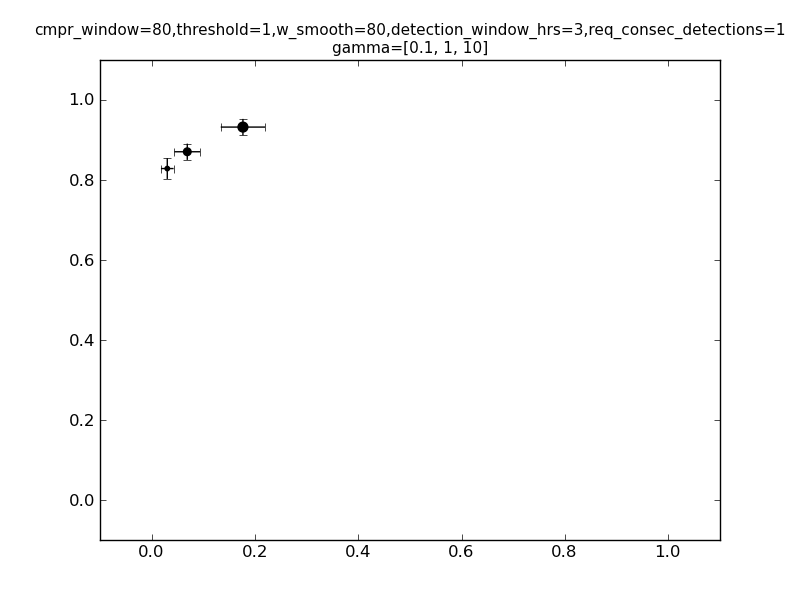 cmpr_window=80,threshold=1,w_smooth=80,detection_window_hrs=3,req_consec_detections=1
gamma=[0.1, 1, 10]
1.0
0.8
0.6
0.4
0.2
0.0
0.0 0.2 0.4 0.6 0.8 1.0